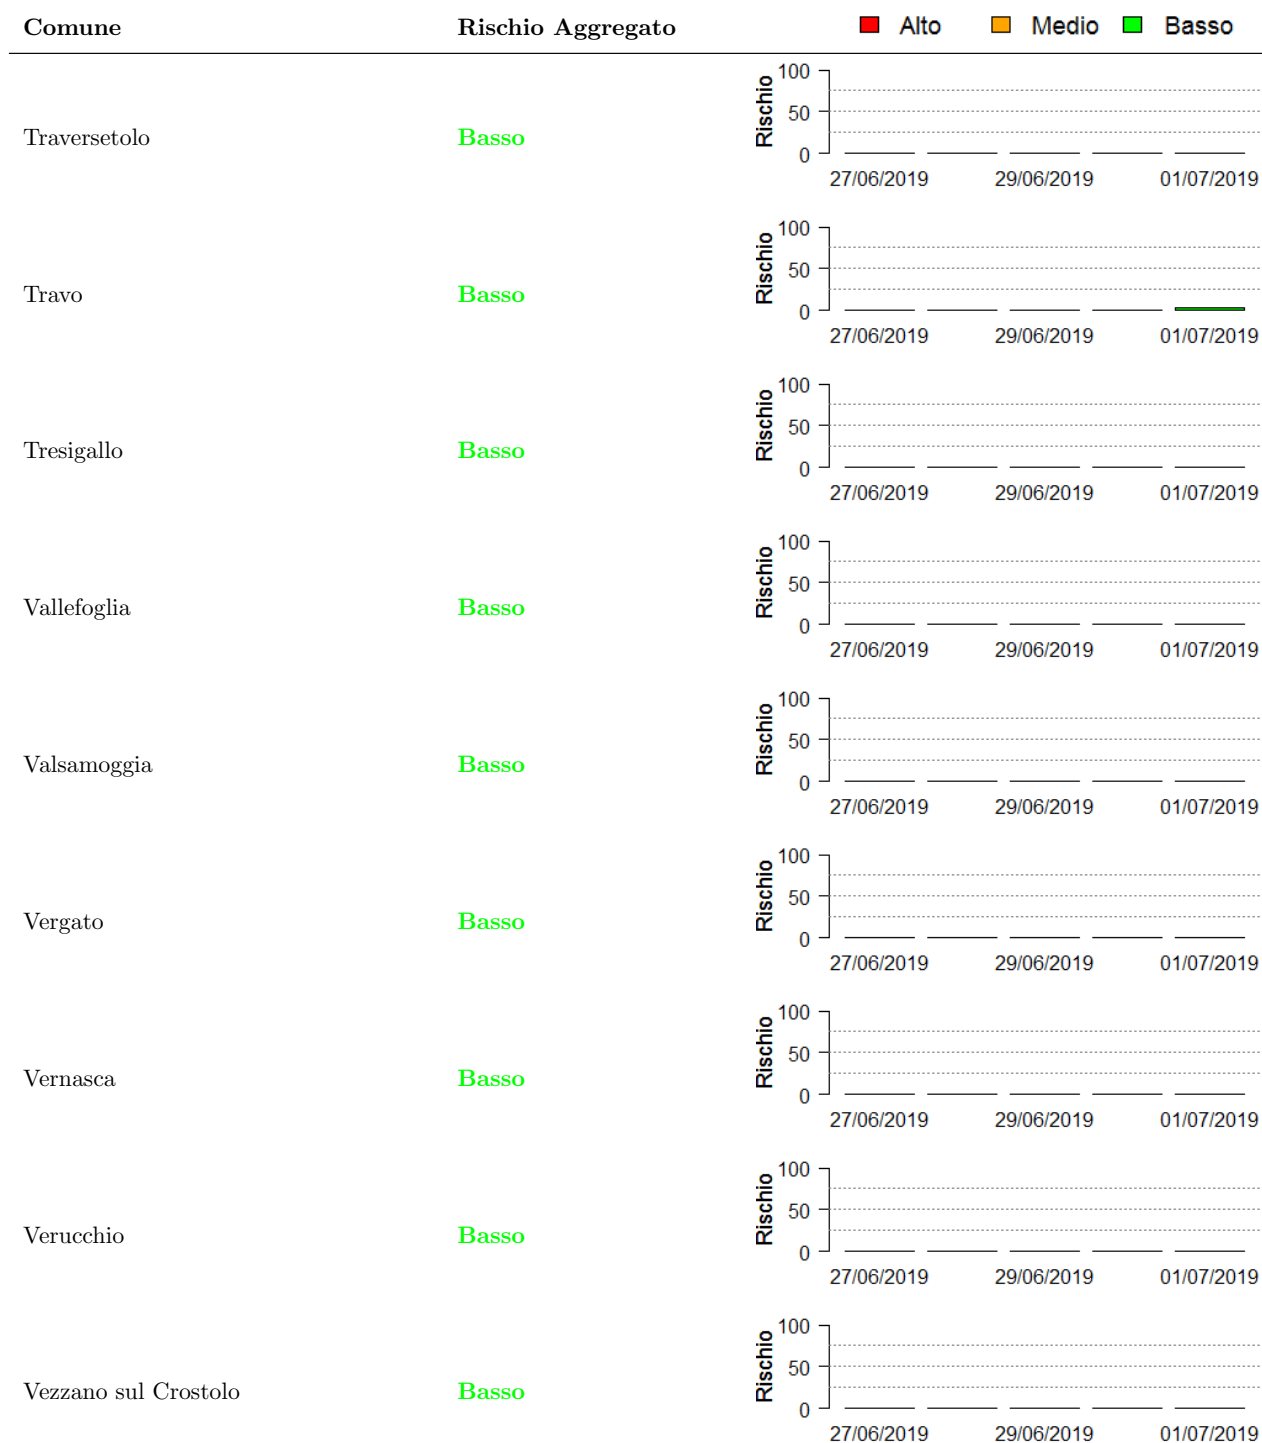 Comune Rischio Aggregato Alto Medio Basso
100
50
0
Rischio
Traversetolo Basso
27/06/2019 29/06/2019 01/07/2019
100
50
0
Rischio
Travo Basso
27/06/2019 29/06/2019 01/07/2019
100
50
0
Rischio
Tresigallo Basso
27/06/2019 29/06/2019 01/07/2019
100
50
0
Rischio
Vallefoglia Basso
27/06/2019 29/06/2019 01/07/2019
100
50
0
Rischio
Valsamoggia Basso
27/06/2019 29/06/2019 01/07/2019
100
50
0
Rischio
Vergato Basso
27/06/2019 29/06/2019 01/07/2019
100
50
0
Rischio
Vernasca Basso
27/06/2019 29/06/2019 01/07/2019
100
50
0
Rischio
Verucchio Basso
27/06/2019 29/06/2019 01/07/2019
100
50
0
Rischio
Vezzano sul Crostolo Basso
27/06/2019 29/06/2019 01/07/2019